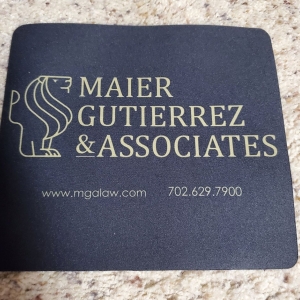 MAIER
GUTIERREZ
&ASSOCIATES
www.mgalaw.com 702.629.7900